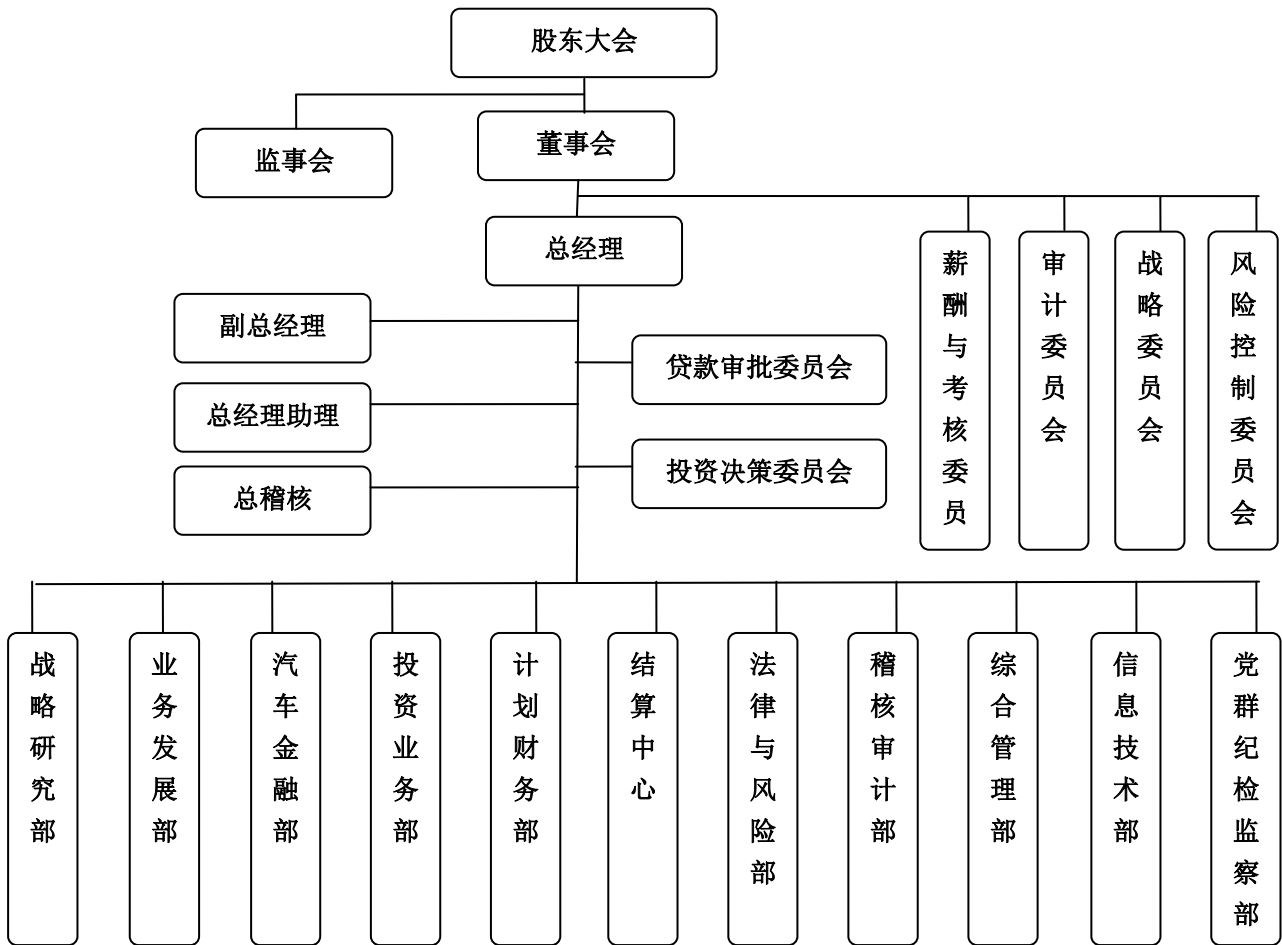 股东大会
监事会
董事会
总经理
薪酬与考核委员
审计委员会
战略委员会
风险控制委员会
副总经理
贷款审批委员会
总经理助理
投资决策委员会
总稽核
战略研究部
业务发展部
汽车金融部
投资业务部
计划财务部
结算中心
法律与风险部
稽核审计部
综合管理部
信息技术部
党群纪检监察部